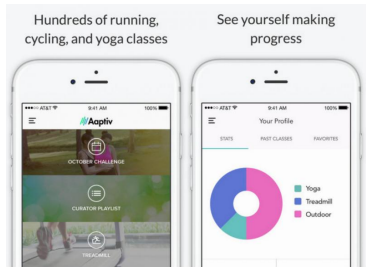 Hundreds of running,
cycling, and yoga classes
AT&T 9:41 AM 100%
Aaptiv
OCTOBER CHALLENGE
CURATOR PLAYLIST
TREADMILL
See yourself making
progress
AT&T 9:41 AM 100%
Your Profile
STATS PAST CLASSES FAVORITES
Yoga
Treadmill
Outdoor